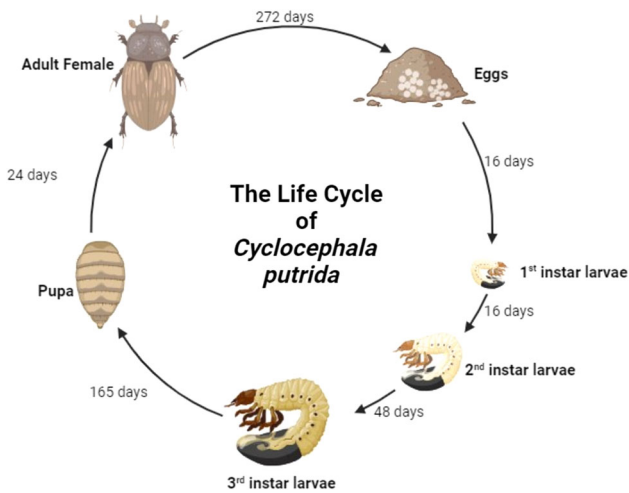 272 days
Adult Female
Eggs
16 days
24 days
The Life Cycle
of
Cyclocephala
putrida
1st instar larvae
Pupa
16 days
2nd instar larvae
165 days
48 days
3rd instar larvae